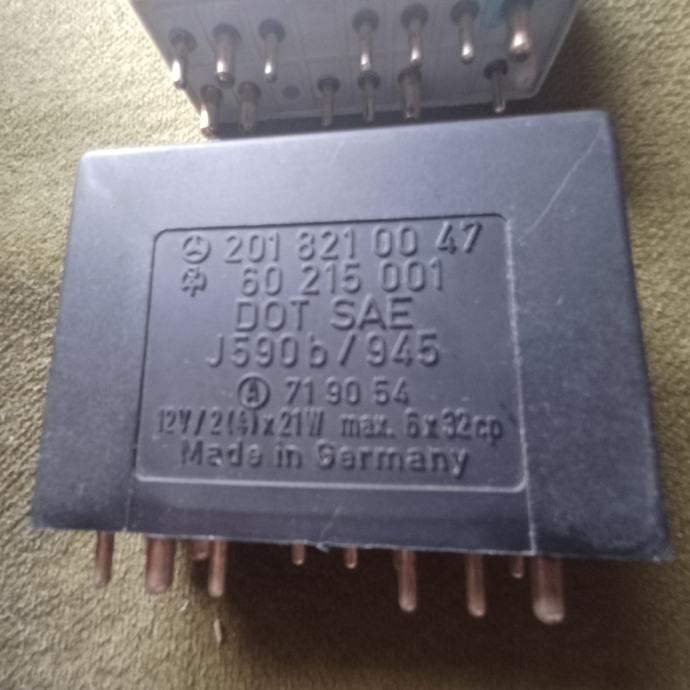 201 821 00 47
60 215 001
DOT SAE
J590b/945
A 71 90 54
12V/2(4)x21W max. 6x32cp
Made in Germany